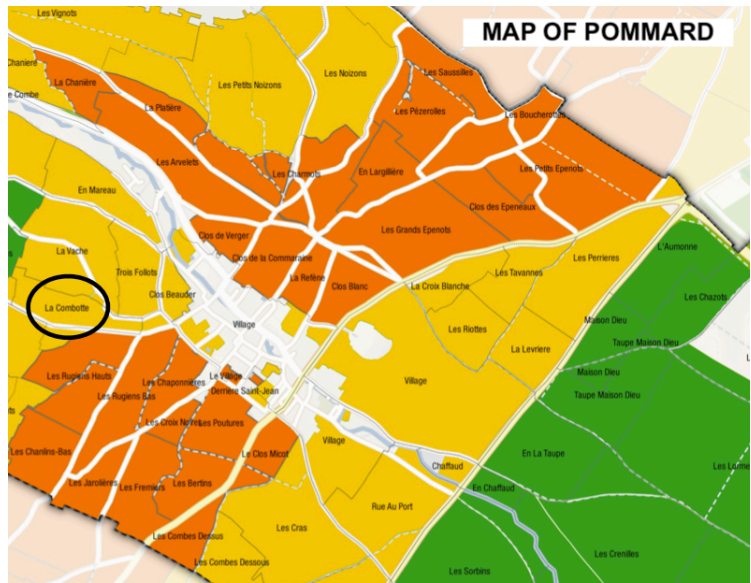 MAP OF POMMARD
Les Vignots
Les Noizons
Les Saussilles
La Chanière
Les Petits Noizons
Les Pézerolles
La Platière
Les Boucherottes
Les Arvelets
Les Charmots
En Largillière
Les Petits Epenots
En Mareau
Clos des Epeneaux
Clos de Verger
Les Grands Epenots
L'Aumonne
La Vache
Clos de la Commaraine
Les Perrieres
Trois Follots
La Refène
Les Tavannes
Clos Blanc
La Croix Blanche
Clos Beauder
Les Chazots
La Combotte
Maison Dieu
Village
Les Riottes
Taupe Maison Dieu
La Levriere
Les Rugiens Hauts
Le Village
Maison Dieu
Les Chaponnières
Village
Derrière Saint-Jean
Les Rugiens Bas
Taupe Maison Dieu
Les Croix Noires
Les Poutures
Village
Les Chanlins-Bas
Le Clos Micot
En La Taupe
Chaffaud
Les Jarolières
Les Fremiers
Les Bertins
En Chaffaud
Rue Au Port
Les Cras
Les Combes Dessus
Les Crenilles
Les Combes Dessous
Les Sorbins